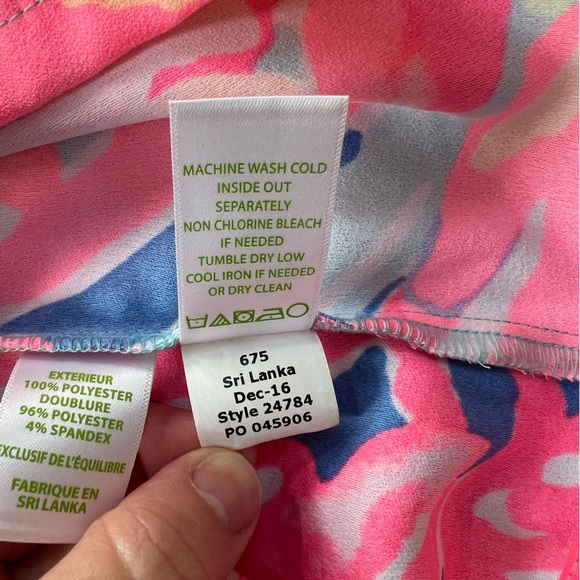 MACHINE WASH COLD
INSIDE OUT
SEPARATELY
NON CHLORINE BLEACH
IF NEEDED
TUMBLE DRY LOW
COOL IRON IF NEEDED
OR DRY CLEAN
675
Sri Lanka
Dec-16
Style 24784
PO 045906
EXTERIEUR
100% POLYESTER
DOUBLURE
96% POLYESTER
4% SPANDEX
EXCLUSIF DE L'ÉQUILIBRE
FABRIQUE EN
SRI LANKA